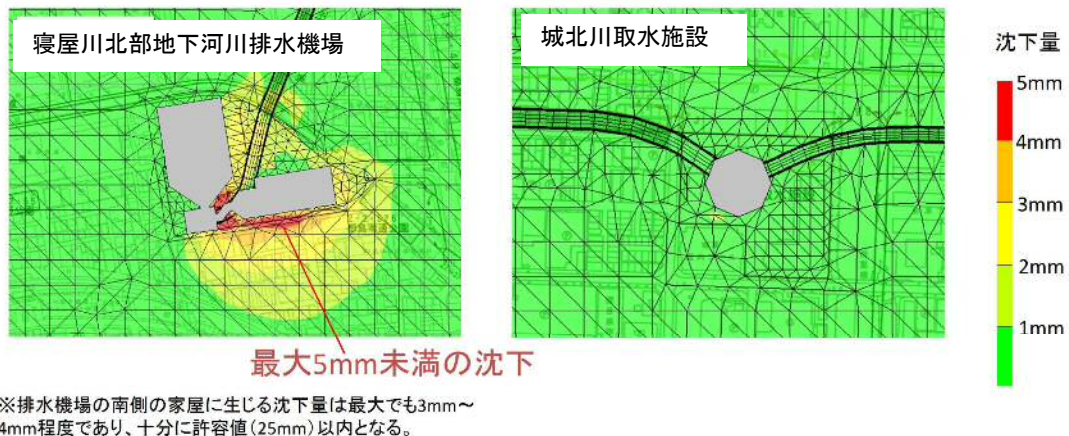 寝屋川北部地下河川排水機場
城北川取水施設
沈下量
5mm
4mm
3mm
2mm
1mm
最大5mm未満の沈下
※排水機場の南側の家屋に生じる沈下量は最大でも3mm～
4mm程度であり、十分に許容値(25mm)以内となる。